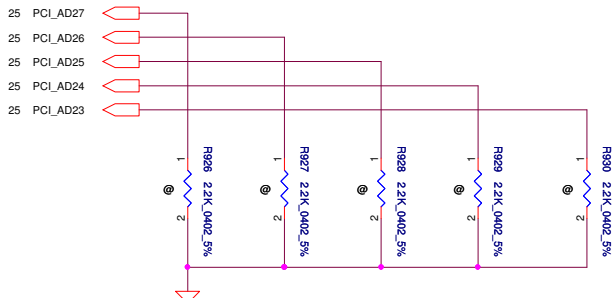 25 PCI_AD27
25 PCI_AD26
25 PCI_AD25
25 PCI_AD24
25 PCI_AD23
1
R926 2.2K_0402_5%
@
2
1
R927 2.2K_0402_5%
@
2
1
R928 2.2K_0402_5%
@
2
1
R929 2.2K_0402_5%
@
2
1
R930 2.2K_0402_5%
@
2